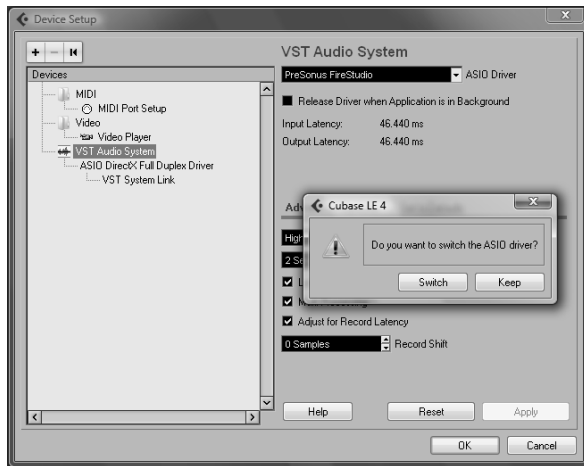 Device Setup
VST Audio System
Devices
PreSonus FireStudio ASIO Driver
MIDI
MIDI Port Setup
Video
Video Player
VST Audio System
ASIO DirectX Full Duplex Driver
VST System Link
Release Driver when Application is in Background
Input Latency: 46.440 ms
Output Latency: 46.440 ms
Cubase LE 4
Do you want to switch the ASIO driver?
Switch Keep
Adjust for Record Latency
0 Samples Record Shift
Help Reset Apply
OK Cancel